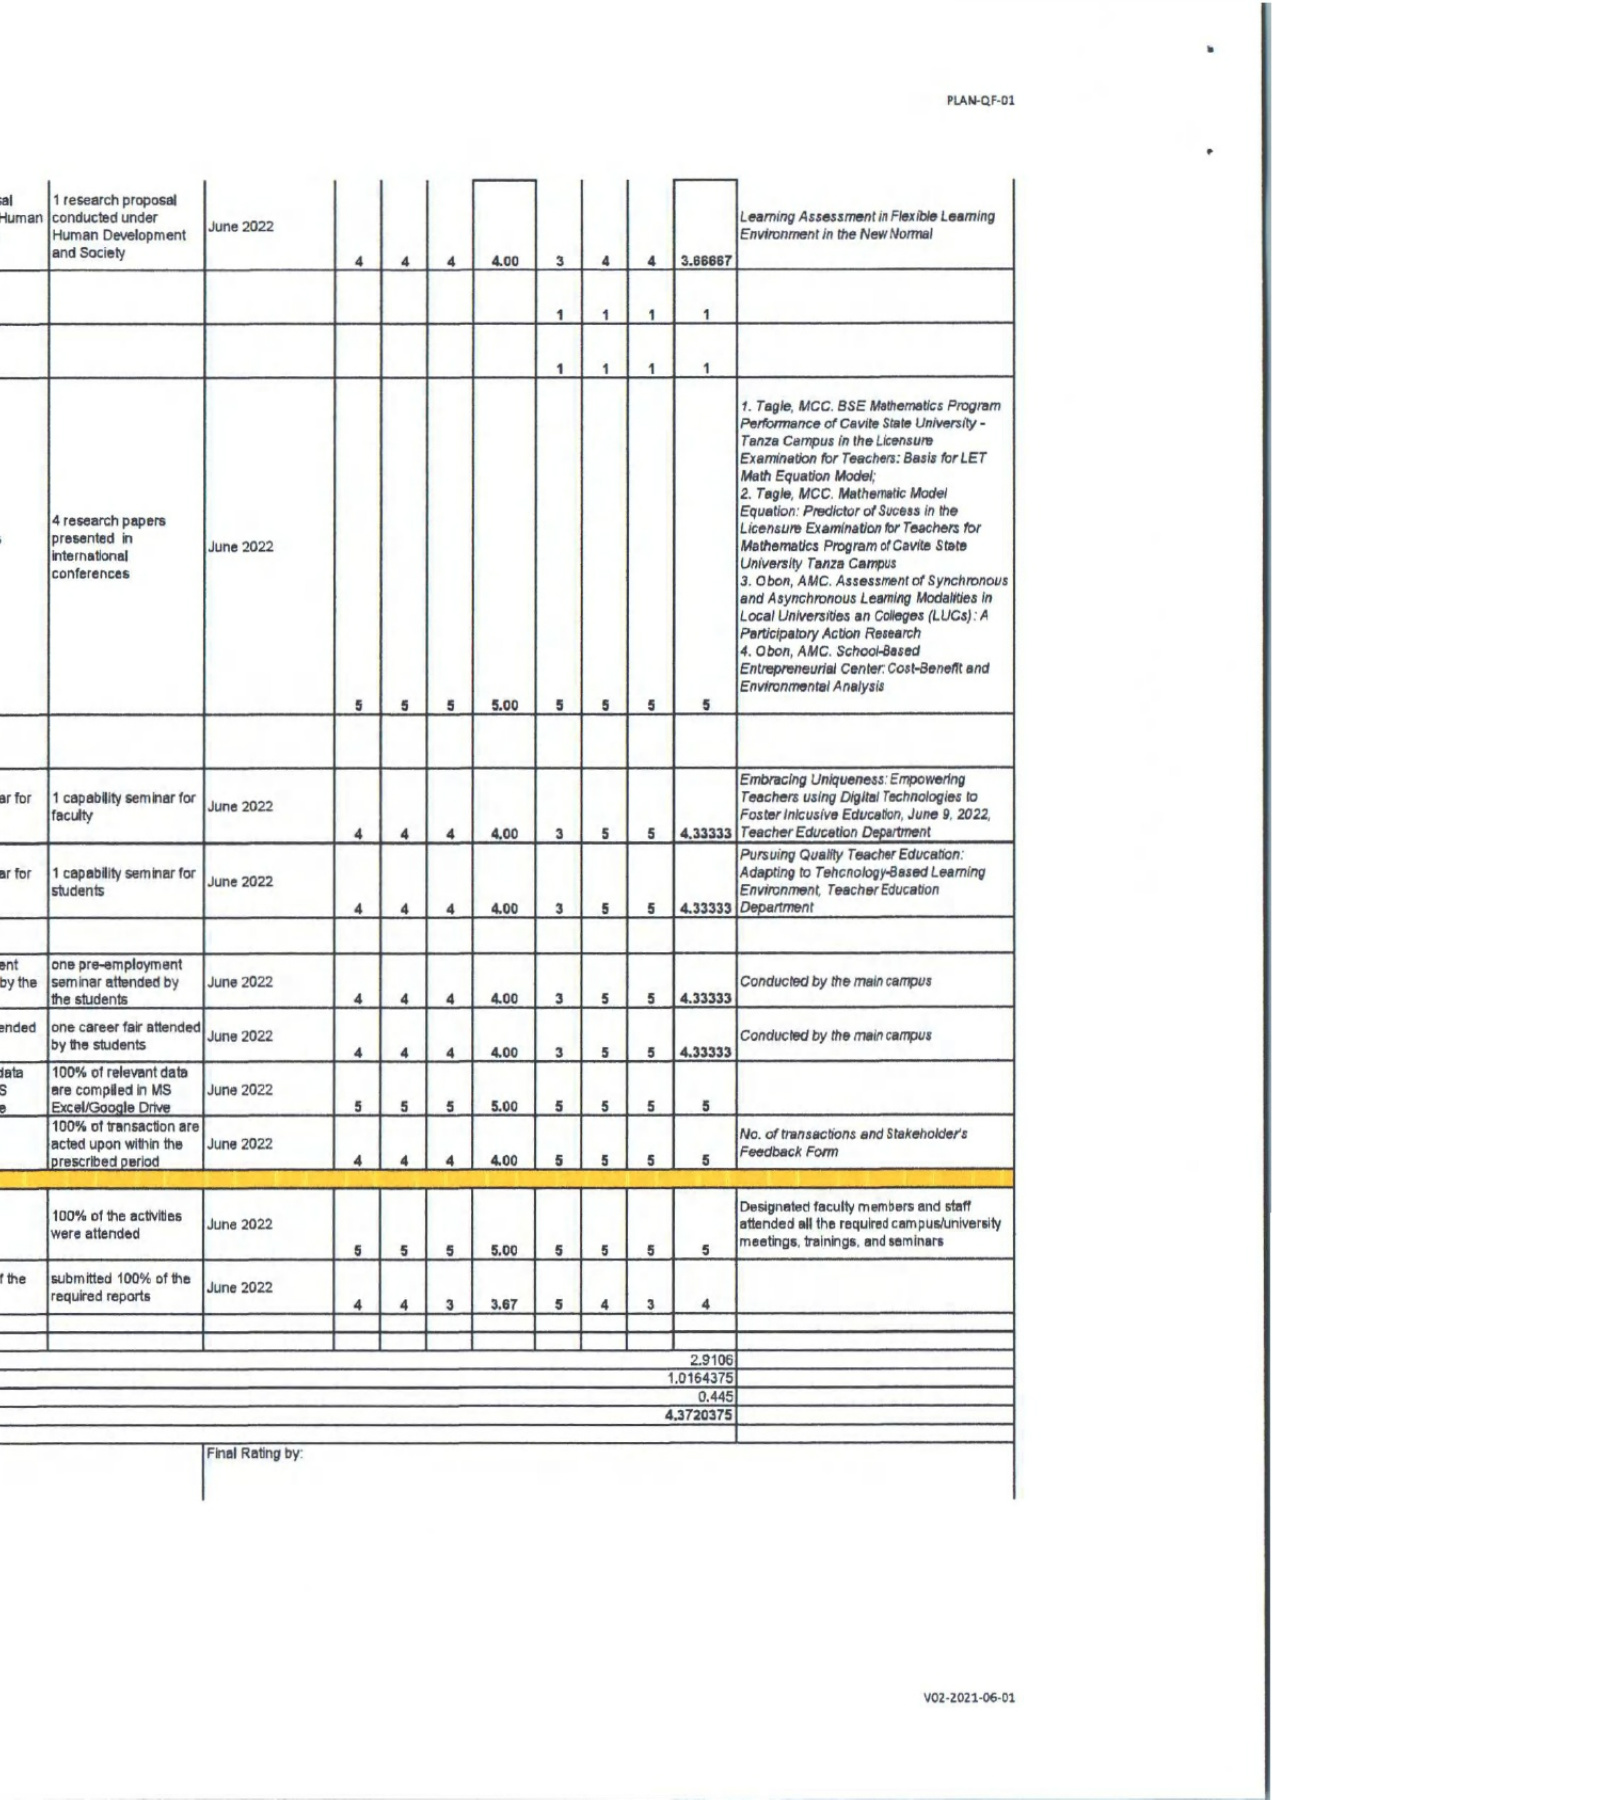 PLAN-QF-01
sal
Human
1 research proposal
conducted under
Human Development
and Society
June 2022
4 4 4 4.00 3 4 4 3.66667
Learning Assessment in Flexible Learning
Environment in the New Normal
1 1 1 1
1 1 1 1
4 research papers
presented in
international
conferences
June 2022
5 5 5 5.00 5 5 5 5
1. Tagle, MCC. BSE Mathematics Program
Performance of Cavite State University -
Tanza Campus in the Licensure
Examination for Teachers: Basis for LET
Math Equation Model;
2. Tagle, MCC. Mathematic Model
Equation: Predictor of Sucess in the
Licensure Examination for Teachers for
Mathematics Program of Cavite State
University Tanza Campus
3. Obon, AMC. Assessment of Synchronous
and Asynchronous Learning Modalities in
Local Universities an Colleges (LUCs): A
Participatory Action Research
4. Obon, AMC. School-Based
Entrepreneurial Center: Cost-Benefit and
Environmental Analysis
ar for
1 capability seminar for
faculty
June 2022
4 4 4 4.00 3 5 5 4.33333
Embracing Uniqueness: Empowering
Teachers using Digital Technologies to
Foster Inlcusive Education, June 9, 2022,
Teacher Education Department
ar for
1 capability seminar for
students
June 2022
4 4 4 4.00 3 5 5 4.33333
Pursuing Quality Teacher Education:
Adapting to Tehcnology-Based Learning
Environment, Teacher Education
Department
ent
by the
one pre-employment
seminar attended by
the students
June 2022
4 4 4 4.00 3 5 5 4.33333
Conducted by the main campus
ended
one career fair attended
by the students
June 2022
4 4 4 4.00 3 5 5 4.33333
Conducted by the main campus
data
S
e
100% of relevant data
are compiled in MS
Excel/Google Drive
June 2022
5 5 5 5.00 5 5 5 5
100% of transaction are
acted upon within the
prescribed period
June 2022
4 4 4 4.00 5 5 5 5
No. of transactions and Stakeholder's
Feedback Form
100% of the activities
were attended
June 2022
5 5 5 5.00 5 5 5 5
Designated faculty members and staff
attended all the required campus/university
meetings, trainings, and seminars
f the
submitted 100% of the
required reports
June 2022
4 4 3 3.67 5 4 3 4
2.9106
1.0164375
0.445
4.3720375
Final Rating by:
V02-2021-06-01